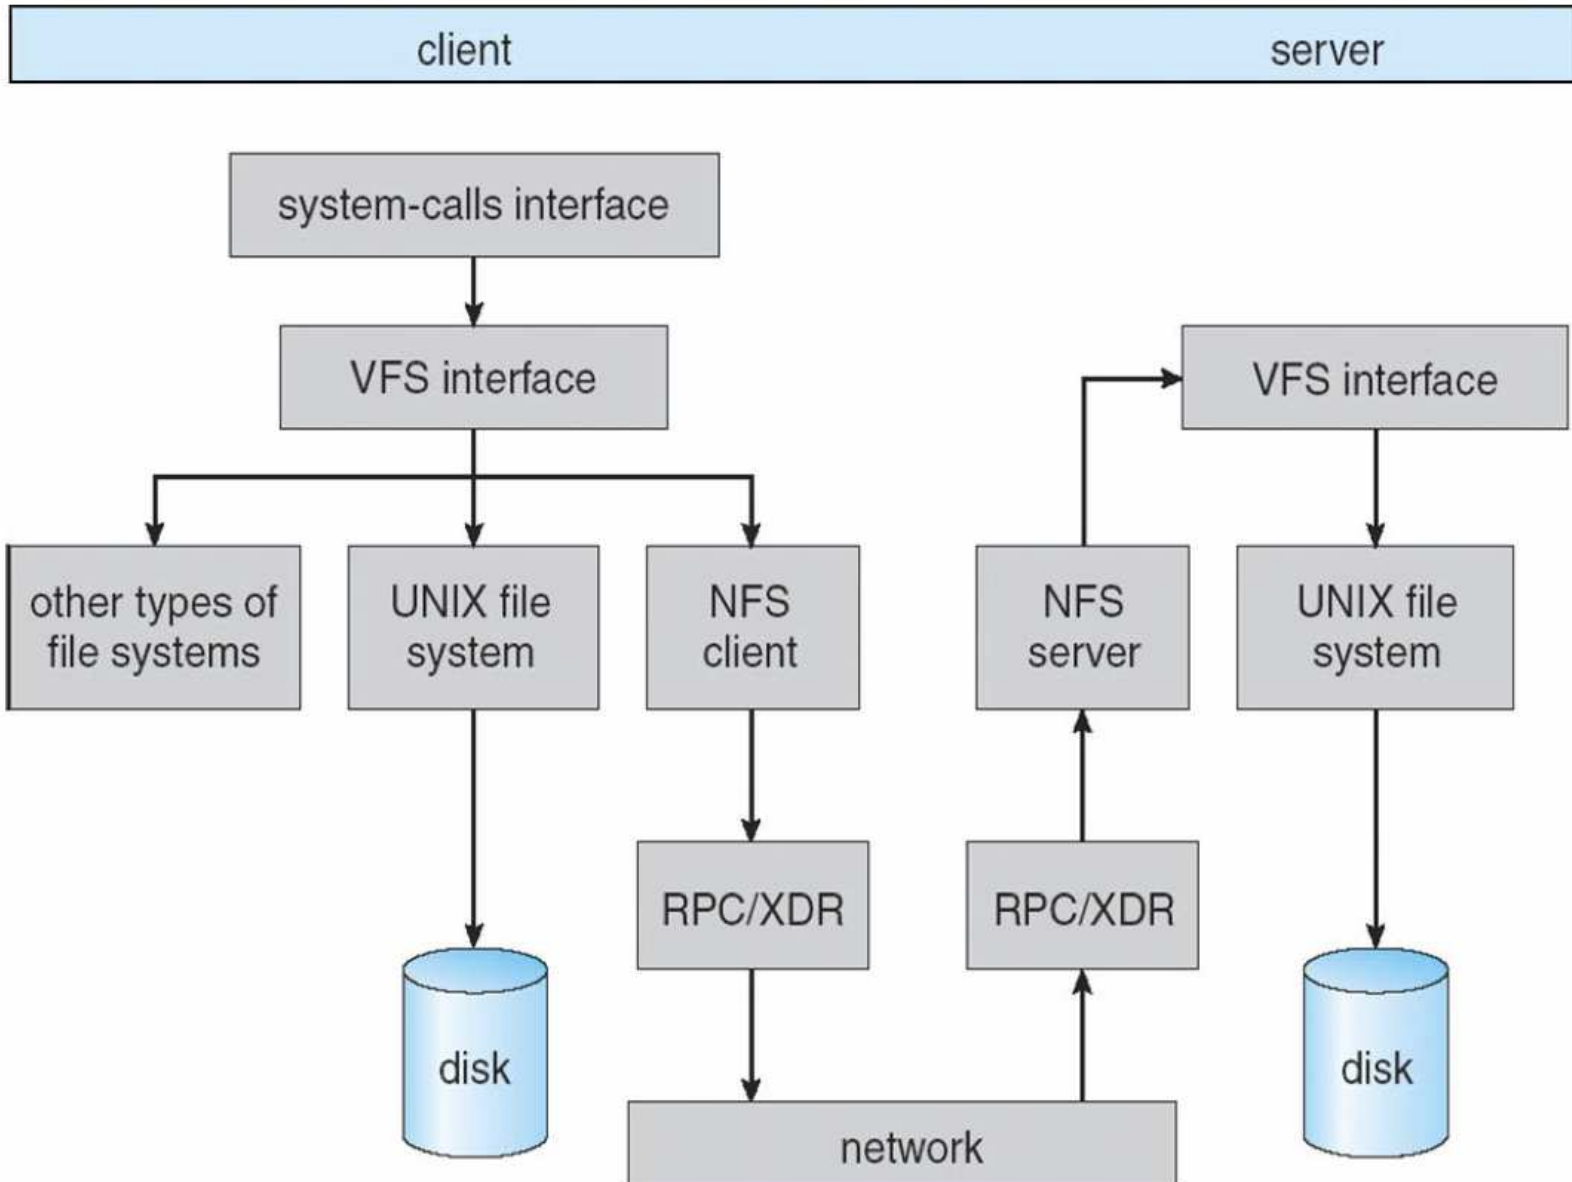 client
server
system-calls interface
VFS interface
VFS interface
other types of
file systems
UNIX file
system
NFS
client
NFS
server
UNIX file
system
RPC/XDR
RPC/XDR
disk
disk
network